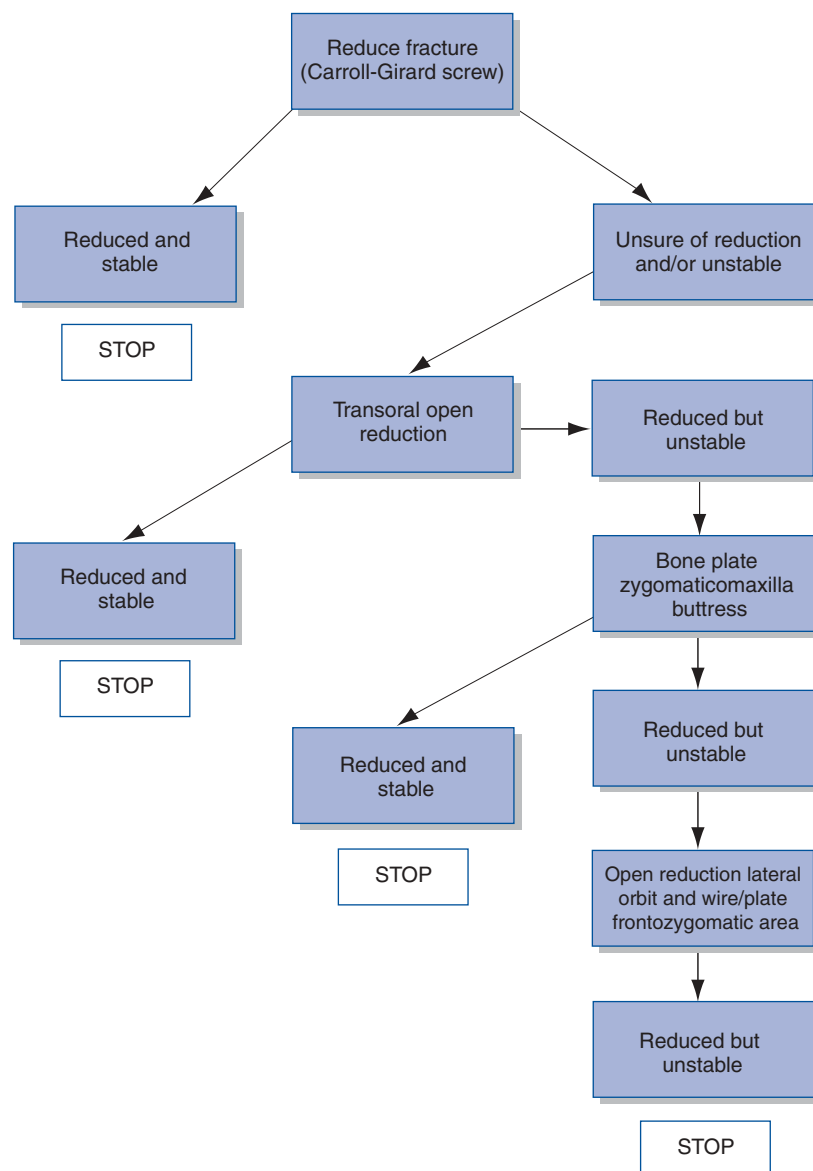 Reduce fracture
(Carroll-Girard screw)
Reduced and
stable
STOP
Unsure of reduction
and/or unstable
Transoral open
reduction
Reduced but
unstable
Reduced and
stable
STOP
Bone plate
zygomaticomaxilla
buttress
Reduced and
stable
STOP
Reduced but
unstable
Open reduction lateral
orbit and wire/plate
frontozygomatic area
Reduced but
unstable
STOP